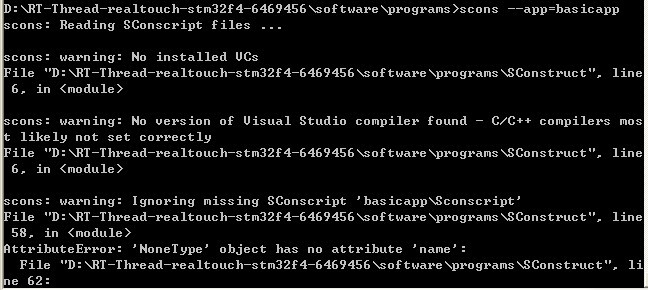 D:\RT-Thread-realtouch-stm32f4-6469456\software\programs>scons --app=basicapp
scons: Reading SConscript files ...
scons: warning: No installed VCs
File "D:\RT-Thread-realtouch-stm32f4-6469456\software\programs\SConstruct", line
 6, in <module>
scons: warning: No version of Visual Studio compiler found - C/C++ compilers mos
t likely not set correctly
File "D:\RT-Thread-realtouch-stm32f4-6469456\software\programs\SConstruct", line
 6, in <module>
scons: warning: Ignoring missing SConscript 'basicapp\Sconscript'
File "D:\RT-Thread-realtouch-stm32f4-6469456\software\programs\SConstruct", line
 58, in <module>
AttributeError: 'NoneType' object has no attribute 'name':
  File "D:\RT-Thread-realtouch-stm32f4-6469456\software\programs\SConstruct", li
ne 62: